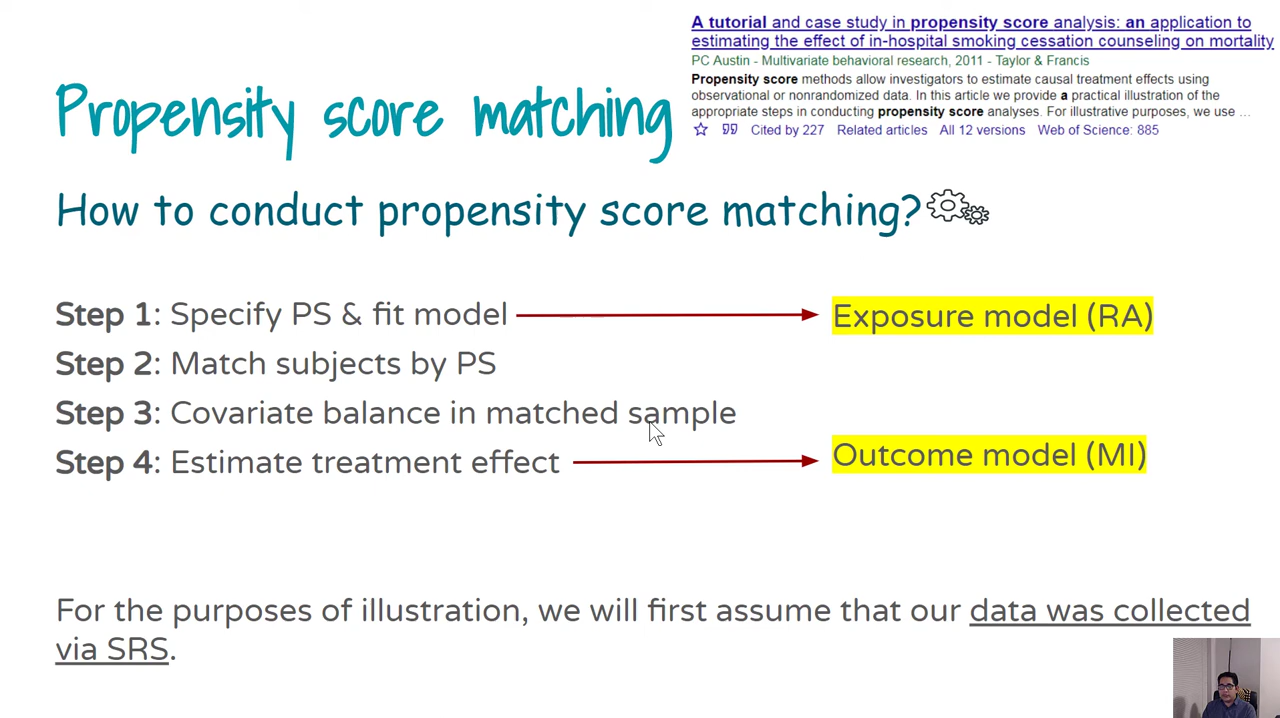 A tutorial and case study in propensity score analysis: an application to
estimating the effect of in-hospital smoking cessation counseling on mortality
PC Austin - Multivariate behavioral research, 2011 - Taylor & Francis
Propensity score methods allow investigators to estimate causal treatment effects using
observational or nonrandomized data. In this article we provide a practical illustration of the
appropriate steps in conducting propensity score analyses. For illustrative purposes, we use ...
Cited by 227 Related articles All 12 versions Web of Science: 885
Propensity score matching
How to conduct propensity score matching?
Step 1: Specify PS & fit model
Exposure model (RA)
Step 2: Match subjects by PS
Step 3: Covariate balance in matched sample
Step 4: Estimate treatment effect
Outcome model (MI)
For the purposes of illustration, we will first assume that our data was collected
via SRS.